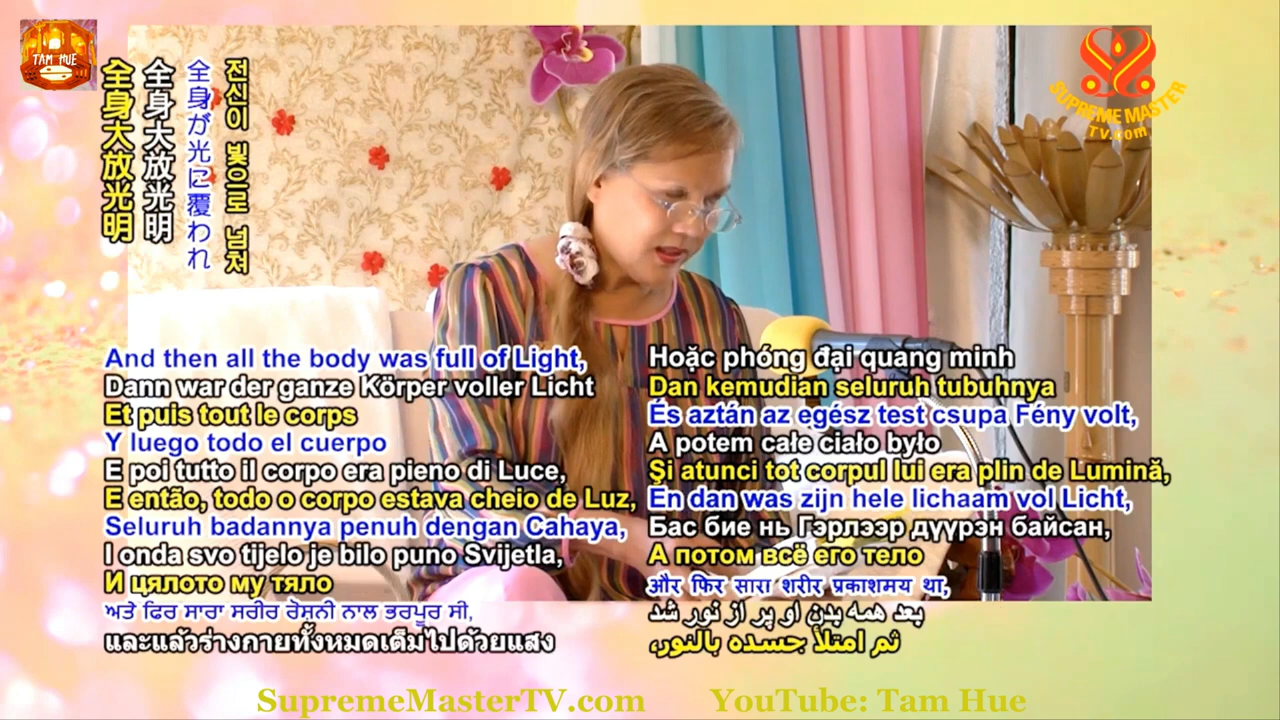 TAM HUE
SUPREME MASTER
TV.com
전신이 빛으로 넘쳐
全身が光に覆われ
全身大放光明
全身大放光明
And then all the body was full of Light,
Dann war der ganze Körper voller Licht
Et puis tout le corps
Y luego todo el cuerpo
E poi tutto il corpo era pieno di Luce,
E então, todo o corpo estava cheio de Luz,
Seluruh badannya penuh dengan Cahaya,
I onda svo tijelo je bilo puno Svijetla,
И цялото му тяло
ਅਤੇ ਫਿਰ ਸਾਰਾ ਸਰੀਰ ਰੋਸ਼ਨੀ ਨਾਲ ਭਰਪੂਰ ਸੀ,
และแล้วร่างกายทั้งหมดเต็มไปด้วยแสง
Hoặc phóng đại quang minh
Dan kemudian seluruh tubuhnya
És aztán az egész test csupa Fény volt,
A potem całe ciało było
Şi atunci tot corpul lui era plin de Lumină,
En dan was zijn hele lichaam vol Licht,
Бас бие нь Гэрлээр дүүрэн байсан,
А потом всё его тело
और फिर सारा शरीर प्रकाशमय था,
بعد همه بدن او پر از نور شد
ثم امتلأ جسده بالنور،
SupremeMasterTV.com
YouTube: Tam Hue